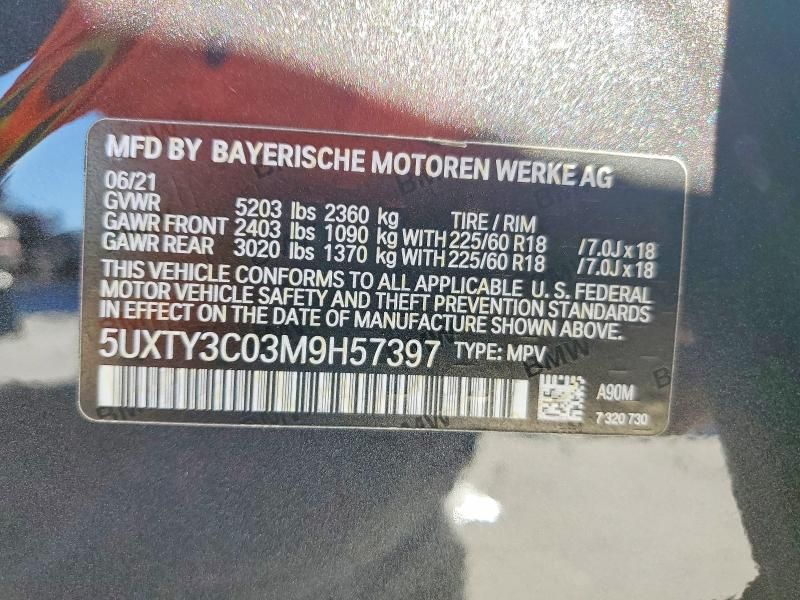 MFD BY BAYERISCHE MOTOREN WERKE AG
06/21
GVWR 5203 lbs 2360 kg TIRE / RIM
GAWR FRONT 2403 lbs 1090 kg WITH 225/60 R18 / 7.0J x 18
GAWR REAR 3020 lbs 1370 kg WITH 225/60 R18 / 7.0J x 18
THIS VEHICLE CONFORMS TO ALL APPLICABLE U. S. FEDERAL
MOTOR VEHICLE SAFETY AND THEFT PREVENTION STANDARDS
IN EFFECT ON THE DATE OF MANUFACTURE SHOWN ABOVE.
5UXTY3C03M9H57397 TYPE: MPV
A90M
7 320 730